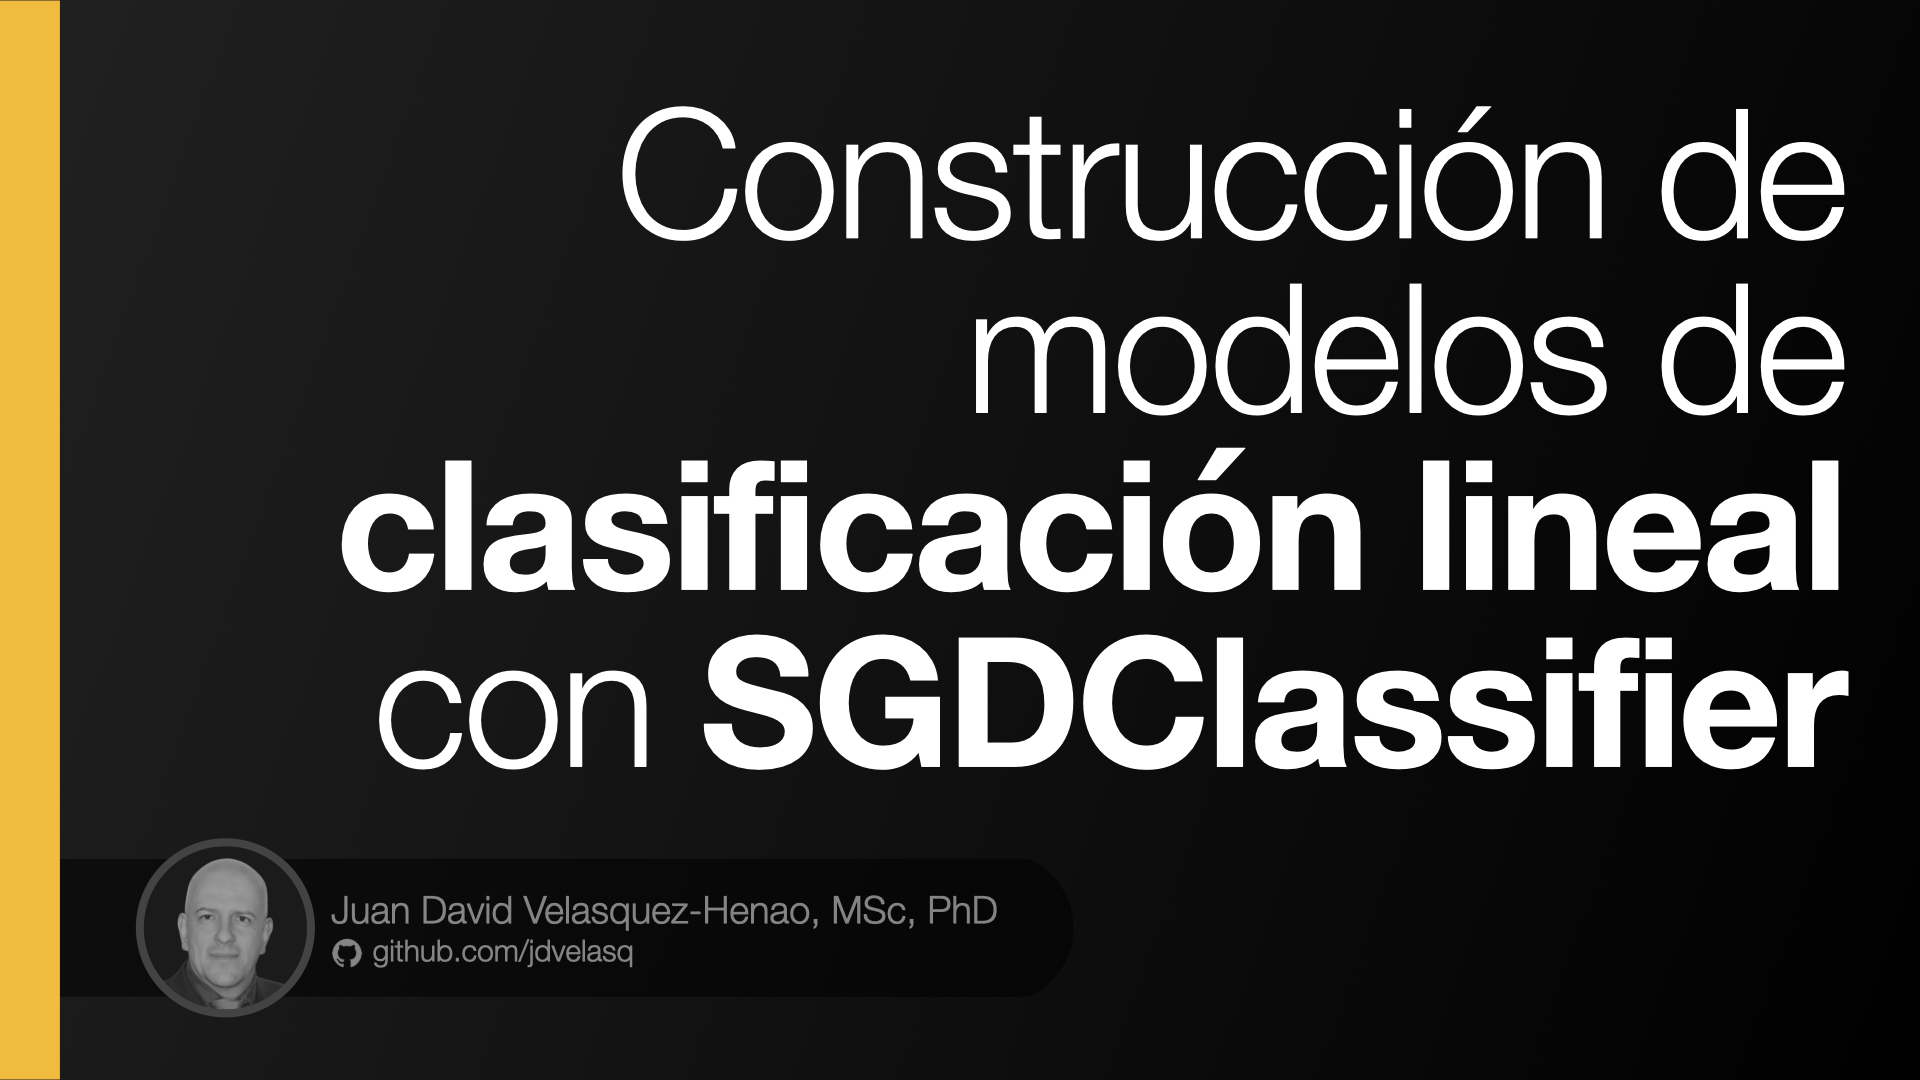 Construcción de
modelos de
clasificación lineal
con SGDClassifier
Juan David Velasquez-Henao, MSc, PhD
github.com/jdvelasq